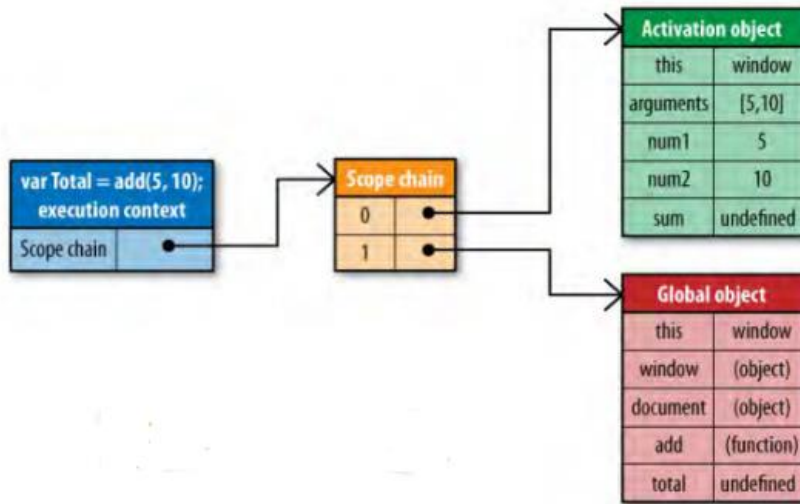 var Total = add(5, 10);
execution context
Scope chain
Scope chain
0
1
Activation object
this window
arguments [5,10]
num1 5
num2 10
sum undefined
Global object
this window
window (object)
document (object)
add (function)
total undefined